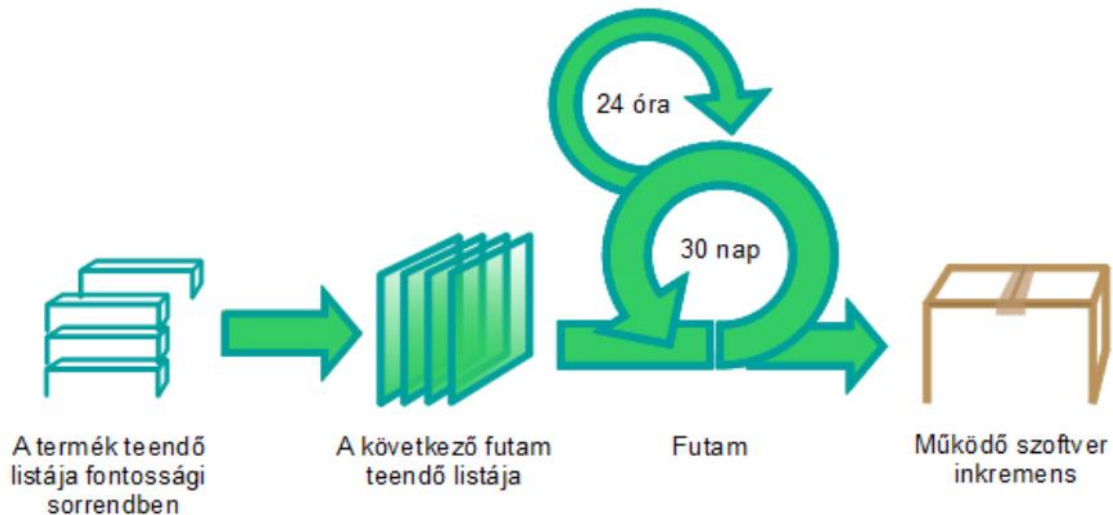 24 óra
30 nap
A termék teendő
listája fontossági
sorrendben
A következő futam
teendő listája
Futam
Működő szoftver
inkremens